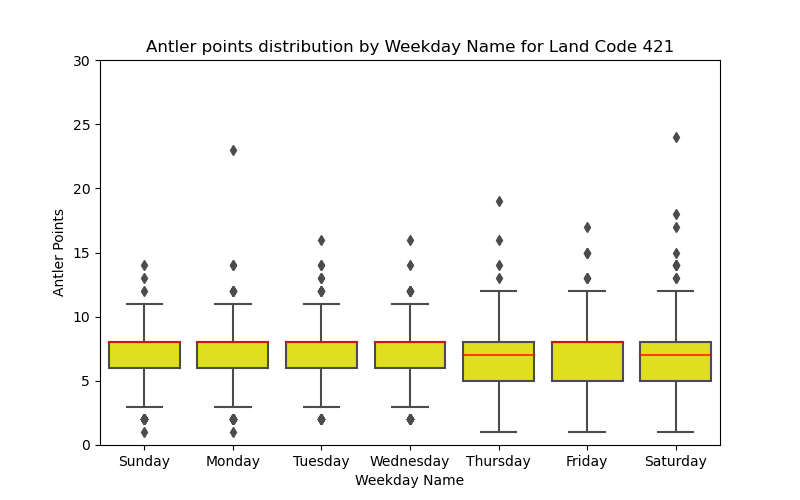 Antler points distribution by Weekday Name for Land Code 421
30
25
20
15
10
5
0
Antler Points
Sunday Monday Tuesday Wednesday Thursday Friday Saturday
Weekday Name